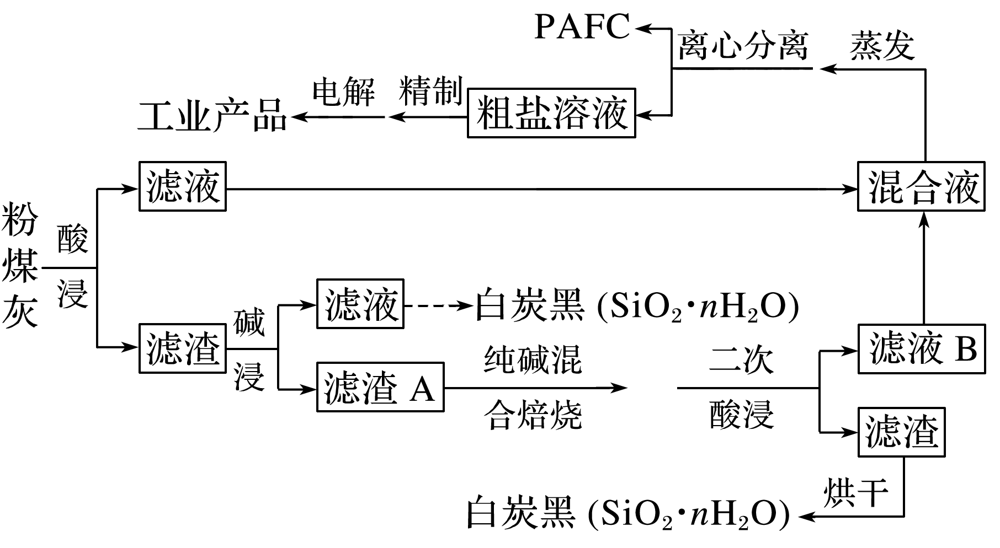 PAFC
离心分离
蒸发
工业产品
电解
精制
粗盐溶液
滤液
混合液
粉煤灰
酸浸
滤液
白炭黑 (SiO₂·nH₂O)
滤渣
碱浸
滤渣 A
纯碱混合焙烧
二次酸浸
滤液 B
滤渣
烘干
白炭黑 (SiO₂·nH₂O)